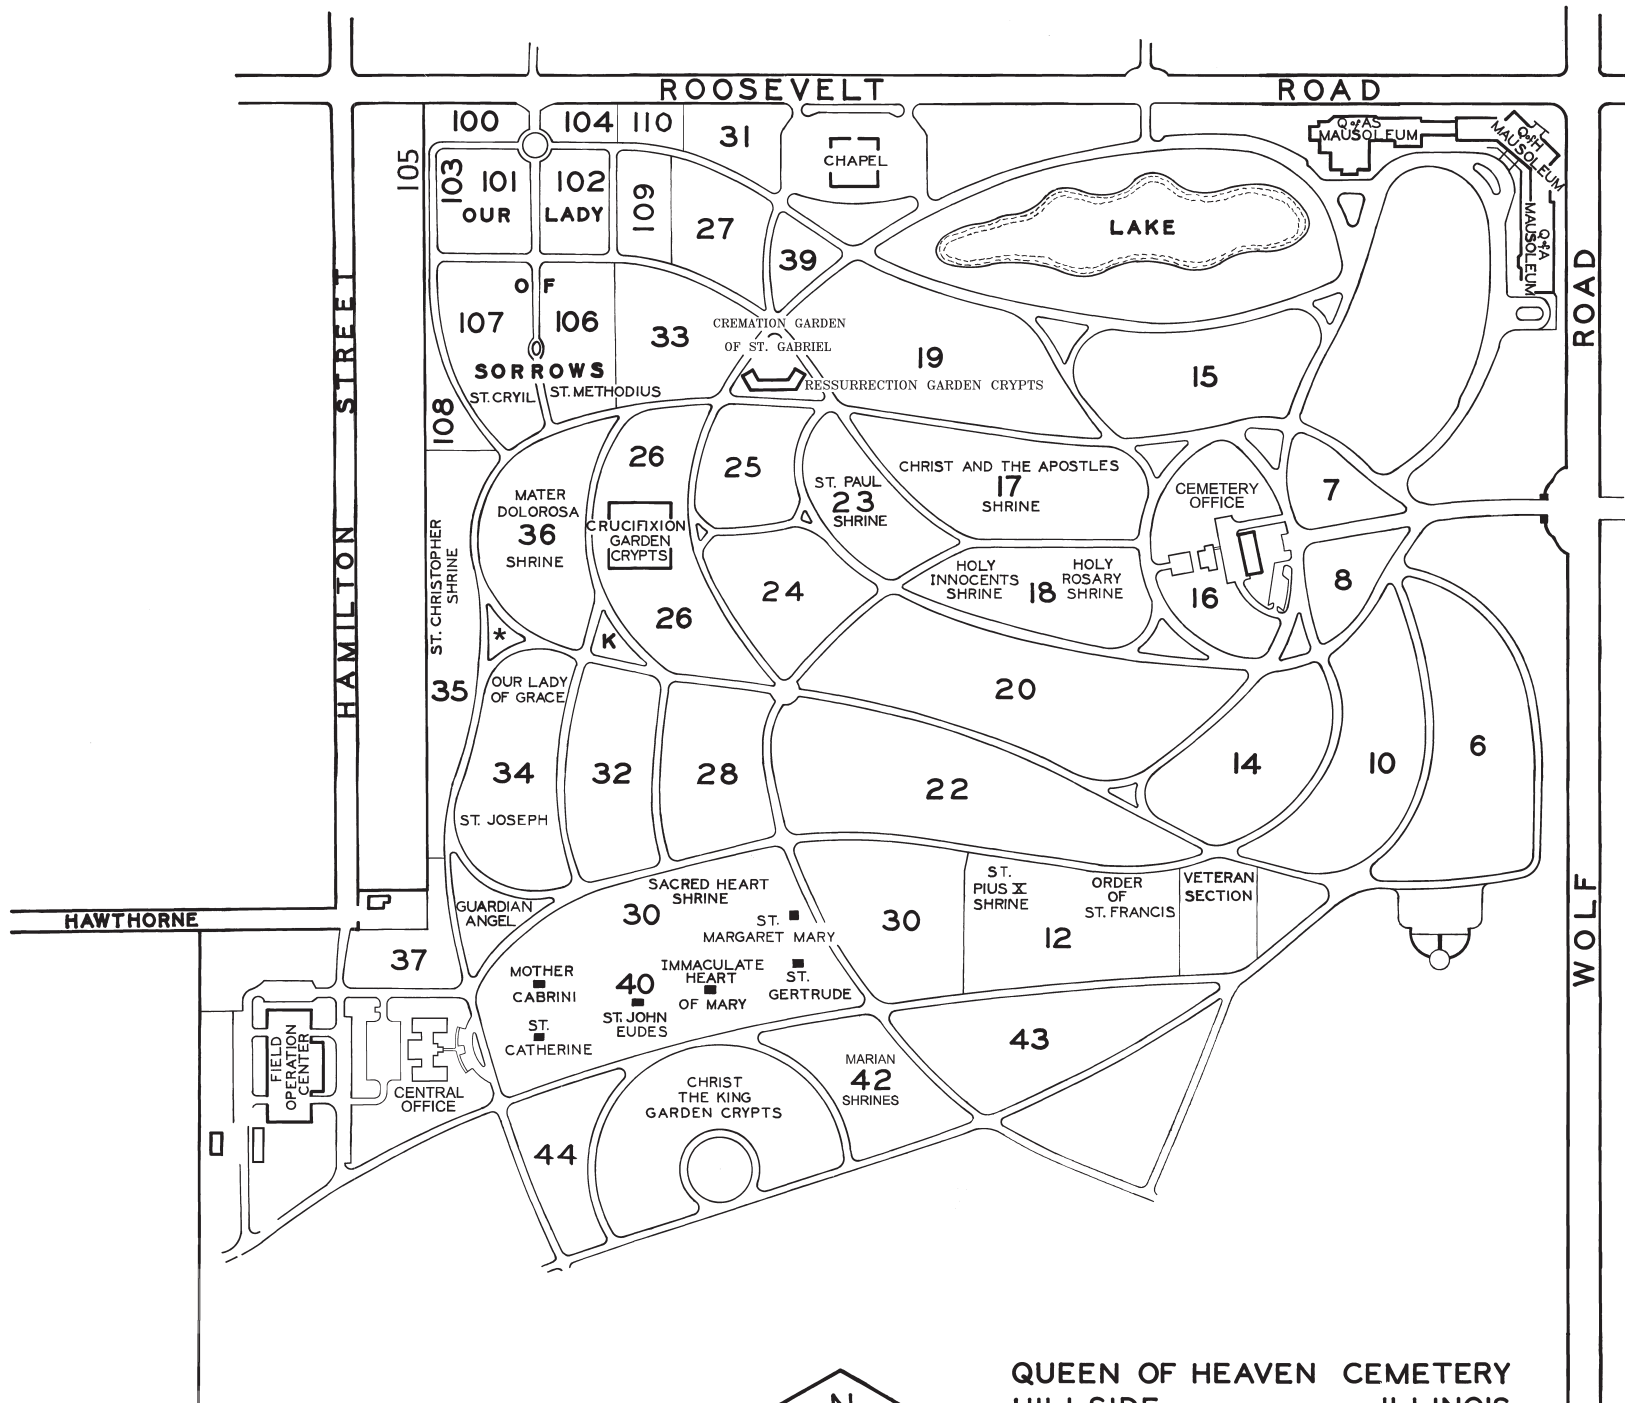 ROOSEVELT ROAD
100
104
110
31
105
103
101
102
109
27
OUR LADY
CHAPEL
39
LAKE
Q of AS
MAUSOLEUM
Q of H
MAUSOLEUM
Q of A
MAUSOLEUM
OF
107
106
33
SORROWS
ST. CRYIL
ST. METHODIUS
108
CREMATION GARDEN
OF ST. GABRIEL
RESSURRECTION GARDEN CRYPTS
19
15
HAMILTON STREET
WOLF ROAD
26
25
MATER
DOLOROSA
36
SHRINE
CRUCIFIXION
GARDEN
CRYPTS
26
ST. PAUL
23
SHRINE
CHRIST AND THE APOSTLES
17
SHRINE
CEMETERY
OFFICE
7
ST. CHRISTOPHER
SHRINE
35
24
HOLY
INNOCENTS
SHRINE
18
HOLY
ROSARY
SHRINE
16
8
*
K
OUR LADY
OF GRACE
34
ST. JOSEPH
32
28
20
22
14
10
6
HAWTHORNE
GUARDIAN
ANGEL
37
SACRED HEART
SHRINE
30
ST.
MARGARET MARY
30
ST.
PIUS X
SHRINE
12
ORDER
OF
ST. FRANCIS
VETERAN
SECTION
MOTHER
CABRINI
40
IMMACULATE
HEART
OF MARY
ST.
GERTRUDE
ST. JOHN
EUDES
ST.
CATHERINE
FIELD
OPERATION
CENTER
CENTRAL
OFFICE
43
MARIAN
42
SHRINES
CHRIST
THE KING
GARDEN CRYPTS
44
N
QUEEN OF HEAVEN CEMETERY
HILLSIDE ILLINOIS